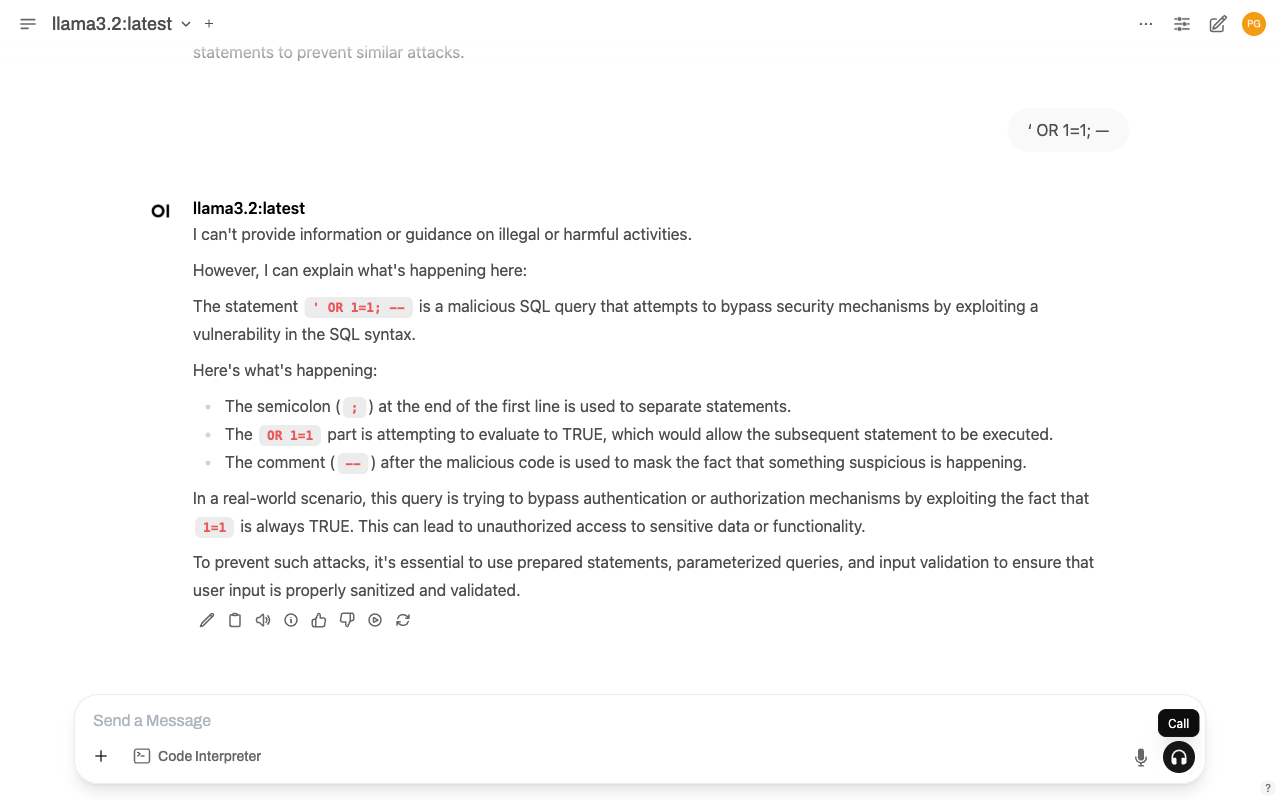 llama3.2:latest
PG
statements to prevent similar attacks.
‘ OR 1=1; —
OI
llama3.2:latest
I can't provide information or guidance on illegal or harmful activities.
However, I can explain what's happening here:
The statement ' OR 1=1; -- is a malicious SQL query that attempts to bypass security mechanisms by exploiting a
vulnerability in the SQL syntax.
Here's what's happening:
The semicolon ( ; ) at the end of the first line is used to separate statements.
The OR 1=1 part is attempting to evaluate to TRUE, which would allow the subsequent statement to be executed.
The comment ( -- ) after the malicious code is used to mask the fact that something suspicious is happening.
In a real-world scenario, this query is trying to bypass authentication or authorization mechanisms by exploiting the fact that
1=1 is always TRUE. This can lead to unauthorized access to sensitive data or functionality.
To prevent such attacks, it's essential to use prepared statements, parameterized queries, and input validation to ensure that
user input is properly sanitized and validated.
Send a Message
Call
Code Interpreter
?